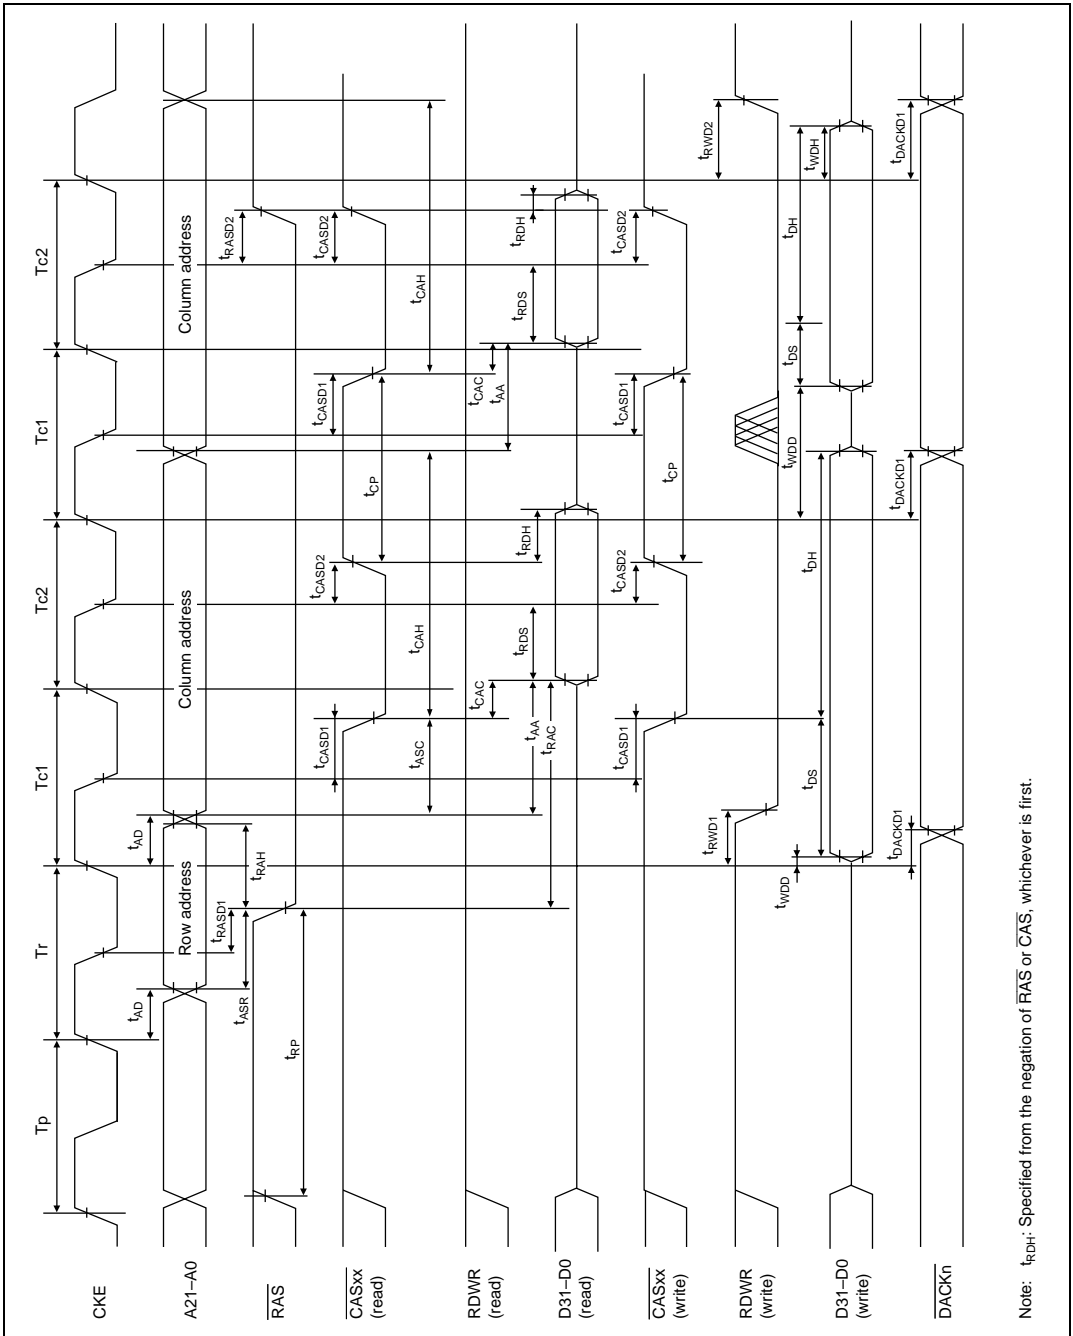 Tp
Tr
Tc1
Tc2
Tc1
Tc2
CKE
A21–A0
tAD
Row address
tAD
Column address
Column address
RAS
tRP
tASR
tRASD1
tRAH
tRASD2
CASxx
(read)
tCASD1
tCASD2
tCP
tCASD1
tCASD2
tASC
tCAH
tCAH
RDWR
(read)
tCAC
tAA
tRAC
tCAC
tAA
D31–D0
(read)
tRDS
tRDH
tRDS
tRDH
CASxx
(write)
tCASD1
tCASD2
tCP
tCASD1
tCASD2
RDWR
(write)
tRWD1
tRWD2
D31–D0
(write)
tWDD
tDS
tDH
tWDD
tDS
tDH
tWDH
DACKn
tDACKD1
tDACKD1
tDACKD1
Note: tRDH: Specified from the negation of RAS or CAS, whichever is first.